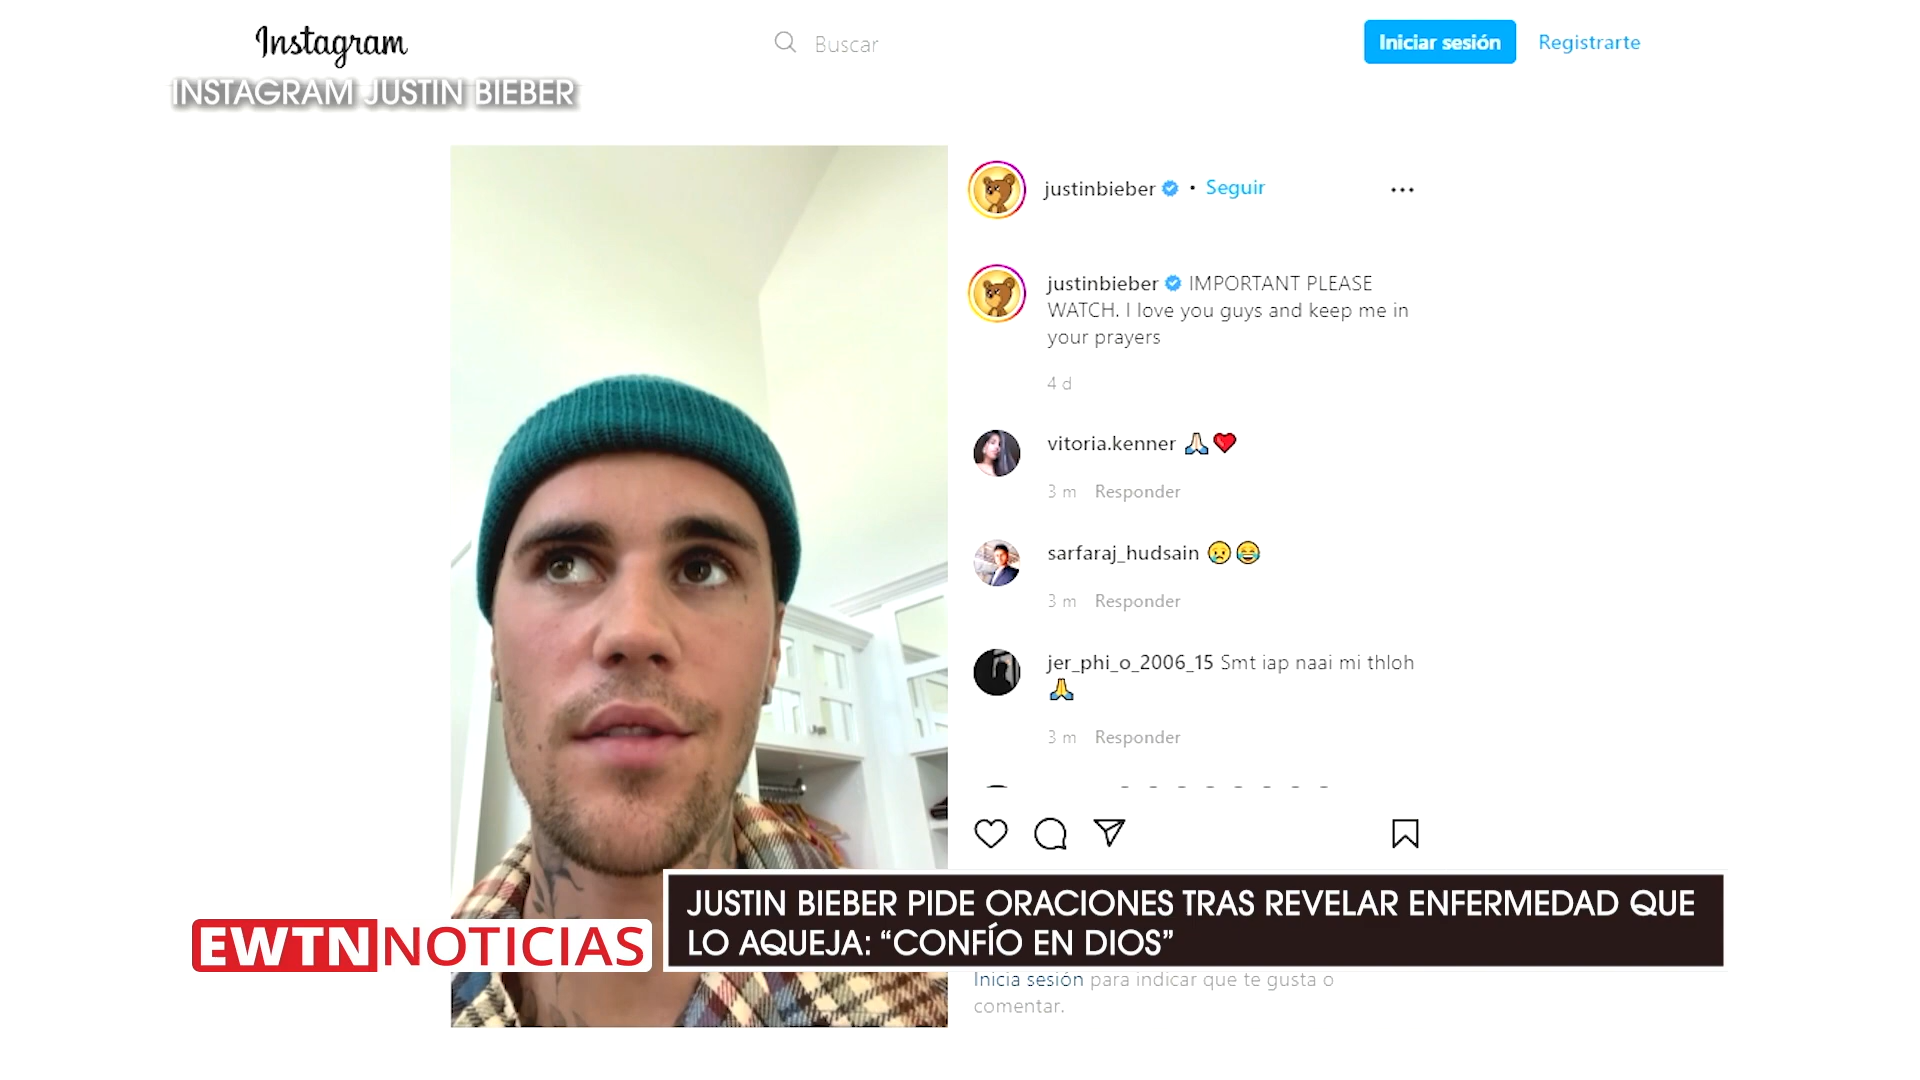 Instagram
Buscar
Iniciar sesión
Registrarte
INSTAGRAM JUSTIN BIEBER
justinbieber • Seguir
justinbieber IMPORTANT PLEASE
WATCH. I love you guys and keep me in
your prayers
4 d
vitoria.kenner 🙏🏻❤️
3 m Responder
sarfaraj_hudsain 😢😂
3 m Responder
jer_phi_o_2006_15 Smt iap naai mi thloh
🙏
3 m Responder
JUSTIN BIEBER PIDE ORACIONES TRAS REVELAR ENFERMEDAD QUE
LO AQUEJA: “CONFÍO EN DIOS”
EWTN NOTICIAS
Inicia sesión para indicar que te gusta o
comentar.